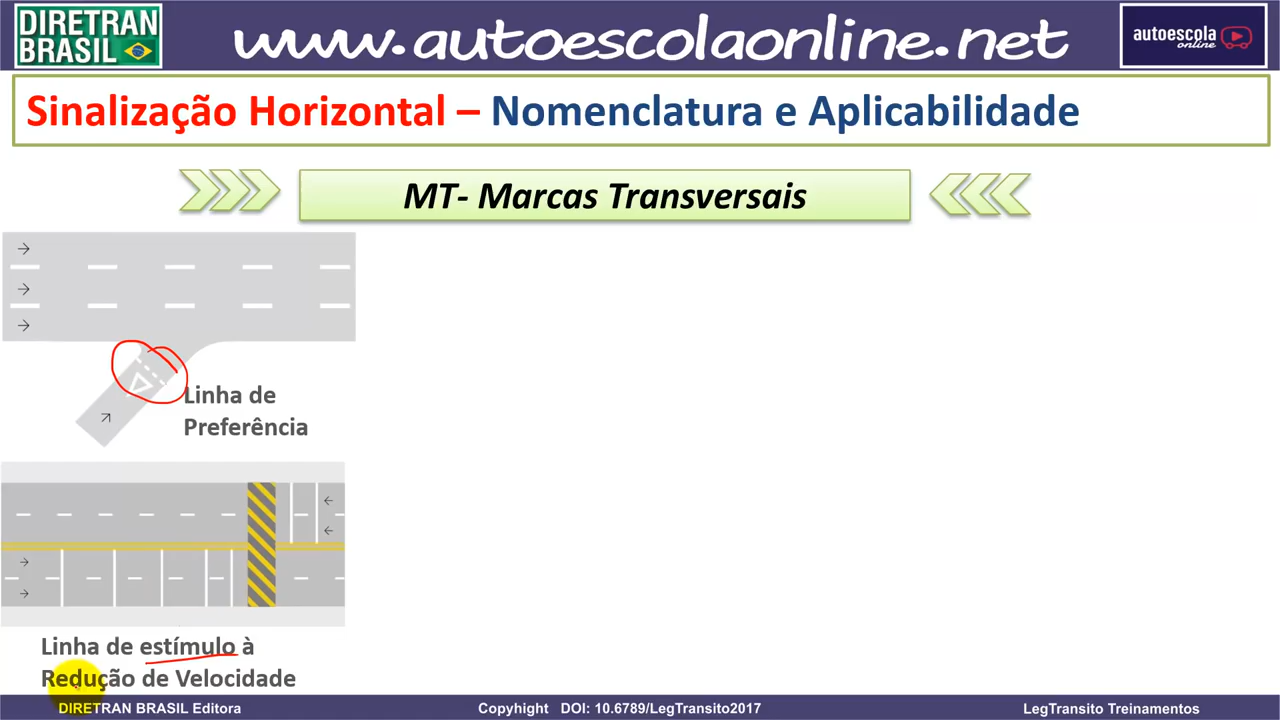 DIRETRAN
BRASIL
www.autoescolaonline.net
autoescola
online
Sinalização Horizontal – Nomenclatura e Aplicabilidade
MT- Marcas Transversais
Linha de
Preferência
Linha de estímulo à
Redução de Velocidade
DIRETRAN BRASIL Editora
Copyright DOI: 10.6789/LegTransito2017
LegTransito Treinamentos